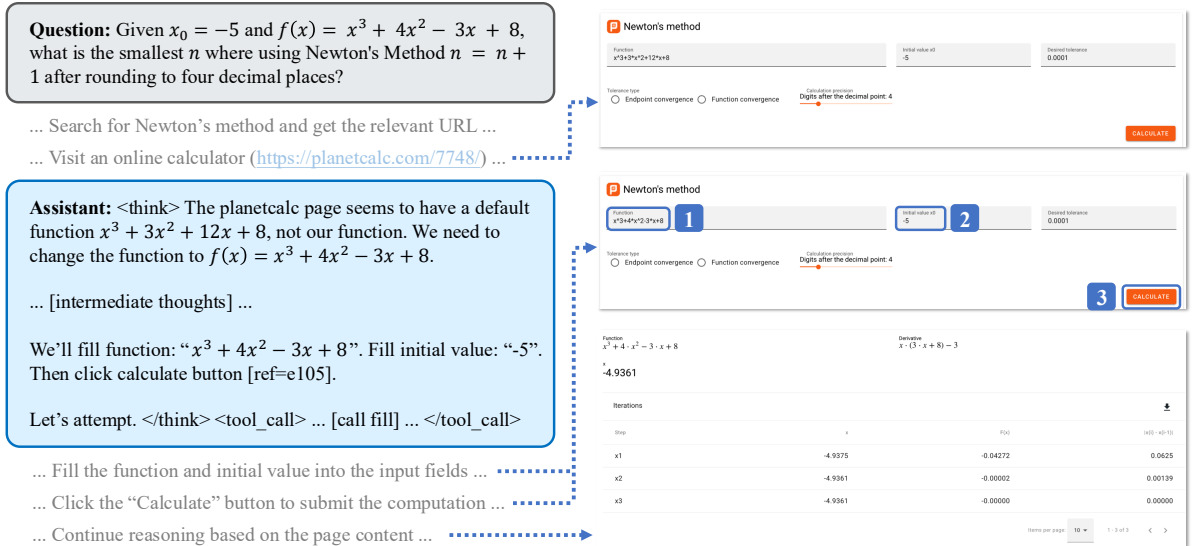 Question: Given x₀ = −5 and f(x) = x³ + 4x² − 3x + 8,
what is the smallest n where using Newton's Method n = n +
1 after rounding to four decimal places?
... Search for Newton's method and get the relevant URL ...
... Visit an online calculator (https://planetcalc.com/7748/) ...
Assistant: <think> The planetcalc page seems to have a default
function x³ + 3x² + 12x + 8, not our function. We need to
change the function to f(x) = x³ + 4x² − 3x + 8.
... [intermediate thoughts] ...
We'll fill function: “x³ + 4x² − 3x + 8”. Fill initial value: “-5”.
Then click calculate button [ref=e105].
Let's attempt. </think> <tool_call> ... [call fill] ... </tool_call>
... Fill the function and initial value into the input fields ...
... Click the “Calculate” button to submit the computation ...
... Continue reasoning based on the page content ...
Newton's method
Function
x^3+3*x^2+12*x+8
Initial value x0
-5
Desired tolerance
0.0001
Tolerance type
Endpoint convergence
Function convergence
Calculation precision
Digits after the decimal point: 4
CALCULATE
Newton's method
Function
x^3+4*x^2-3*x+8
1
Initial value x0
-5
2
Desired tolerance
0.0001
Tolerance type
Endpoint convergence
Function convergence
Calculation precision
Digits after the decimal point: 4
3
CALCULATE
Function
x³ + 4 · x² − 3 · x + 8
Derivative
x · (3 · x + 8) − 3
x
-4.9361
Iterations
Step x F(x) |x(i) - x(i-1)|
x1 -4.9375 -0.04272 0.0625
x2 -4.9361 -0.00002 0.00139
x3 -4.9361 -0.00000 0.00000
Items per page: 10 1 - 3 of 3